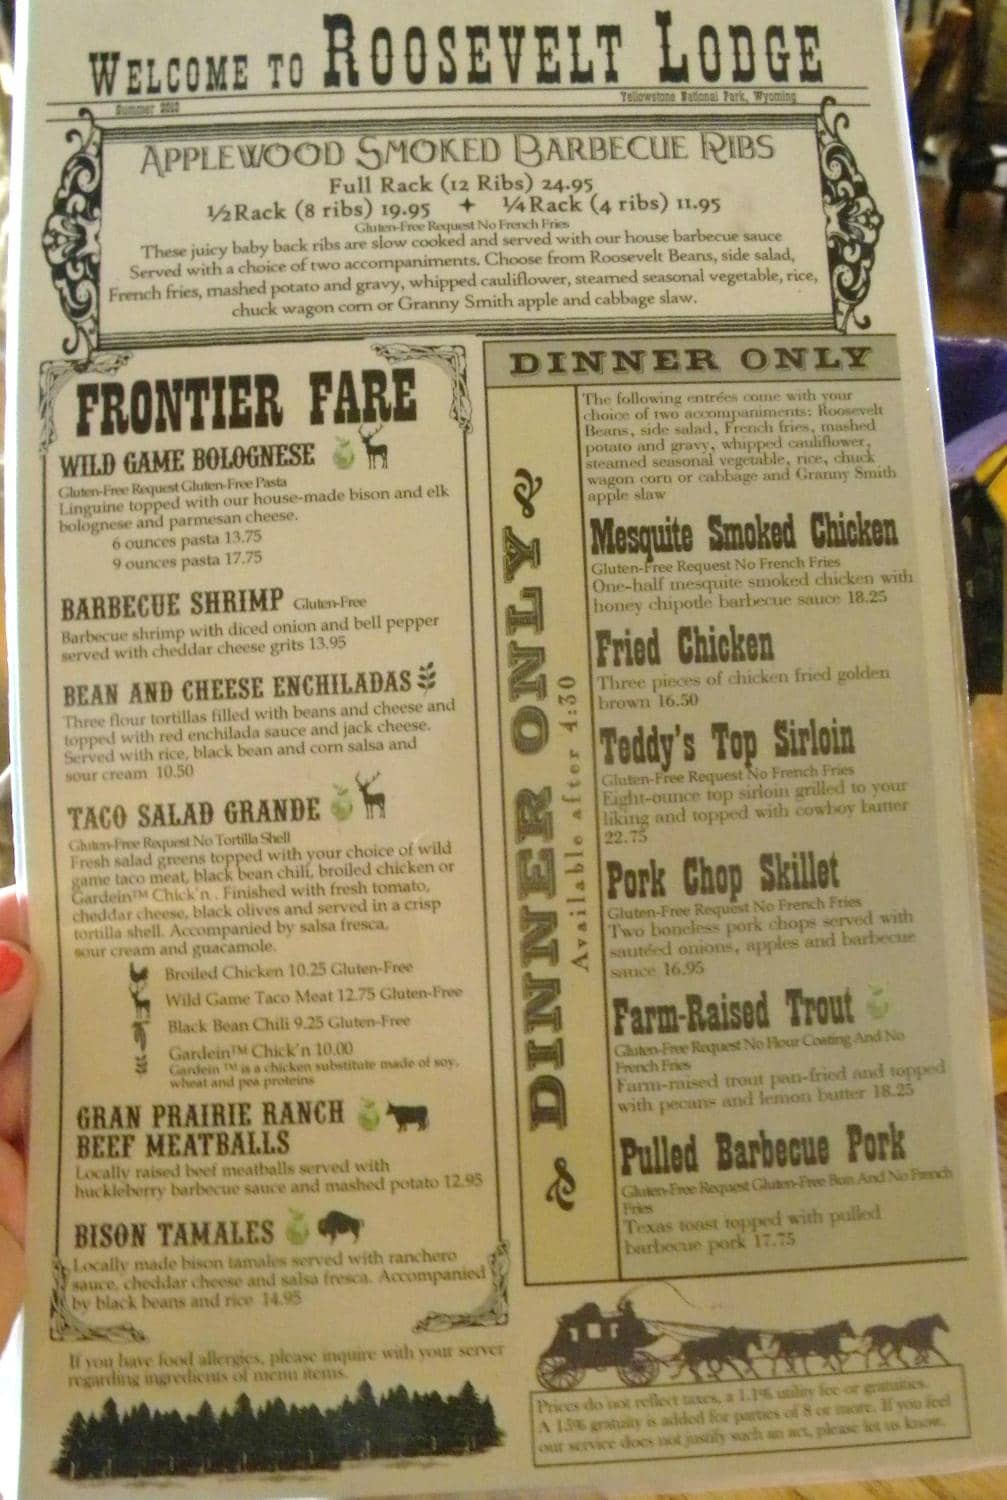 WELCOME TO ROOSEVELT LODGE
Yellowstone National Park, Wyoming
APPLEWOOD SMOKED BARBECUE RIBS
Full Rack (12 Ribs) 24.95
½Rack (8 ribs) 19.95 + ¼Rack (4 ribs) 11.95
Gluten-Free Request No French Fries
These juicy baby back ribs are slow cooked and served with our house barbecue sauce
Served with a choice of two accompaniments. Choose from Roosevelt Beans, side salad,
French fries, mashed potato and gravy, whipped cauliflower, steamed seasonal vegetable, rice,
chuck wagon corn or Granny Smith apple and cabbage slaw.
FRONTIER FARE
WILD GAME BOLOGNESE
Gluten-Free Request Gluten-Free Pasta
Linguine topped with our house-made bison and elk
bolognese and parmesan cheese.
6 ounces pasta 13.75
9 ounces pasta 17.75
BARBECUE SHRIMP Gluten-Free
Barbecue shrimp with diced onion and bell pepper
served with cheddar cheese grits 13.95
BEAN AND CHEESE ENCHILADAS
Three flour tortillas filled with beans and cheese and
topped with red enchilada sauce and jack cheese.
Served with rice, black bean and corn salsa and
sour cream 10.50
TACO SALAD GRANDE
Gluten-Free Request No Tortilla Shell
Fresh salad greens topped with your choice of wild
game taco meat, black bean chili, broiled chicken or
Gardein™ Chick'n . Finished with fresh tomato,
cheddar cheese, black olives and served in a crisp
tortilla shell. Accompanied by salsa fresca,
sour cream and guacamole.
Broiled Chicken 10.25 Gluten-Free
Wild Game Taco Meat 12.75 Gluten-Free
Black Bean Chili 9.25 Gluten-Free
Gardein™ Chick'n 10.00
Gardein ™ is a chicken substitute made of soy,
wheat and pea proteins
GRAN PRAIRIE RANCH
BEEF MEATBALLS
Locally raised beef meatballs served with
huckleberry barbecue sauce and mashed potato 12.95
BISON TAMALES
Locally made bison tamales served with ranchero
sauce, cheddar cheese and salsa fresca. Accompanied
by black beans and rice 14.95
If you have food allergies, please inquire with your server
regarding ingredients of menu items.
DINNER ONLY
DINNER ONLY
Available after 4:30
The following entrées come with your
choice of two accompaniments: Roosevelt
Beans, side salad, French fries, mashed
potato and gravy, whipped cauliflower,
steamed seasonal vegetable, rice, chuck
wagon corn or cabbage and Granny Smith
apple slaw
Mesquite Smoked Chicken
Gluten-Free Request No French Fries
One-half mesquite smoked chicken with
honey chipotle barbecue sauce 18.25
Fried Chicken
Three pieces of chicken fried golden
brown 16.50
Teddy's Top Sirloin
Gluten-Free Request No French Fries
Eight-ounce top sirloin grilled to your
liking and topped with cowboy butter
22.75
Pork Chop Skillet
Gluten-Free Request No French Fries
Two boneless pork chops served with
sautéed onions, apples and barbecue
sauce 16.95
Farm-Raised Trout
Gluten-Free Request No Flour Coating And No
French Fries
Farm-raised trout pan-fried and topped
with pecans and lemon butter 18.25
Pulled Barbecue Pork
Gluten-Free Request Gluten-Free Bun And No French
Fries
Texas toast topped with pulled
barbecue pork 17.75
Prices do not reflect taxes, a 1.1% utility fee or gratuities.
A 15% gratuity is added for parties of 8 or more. If you feel
our service does not justify such an act, please let us know.